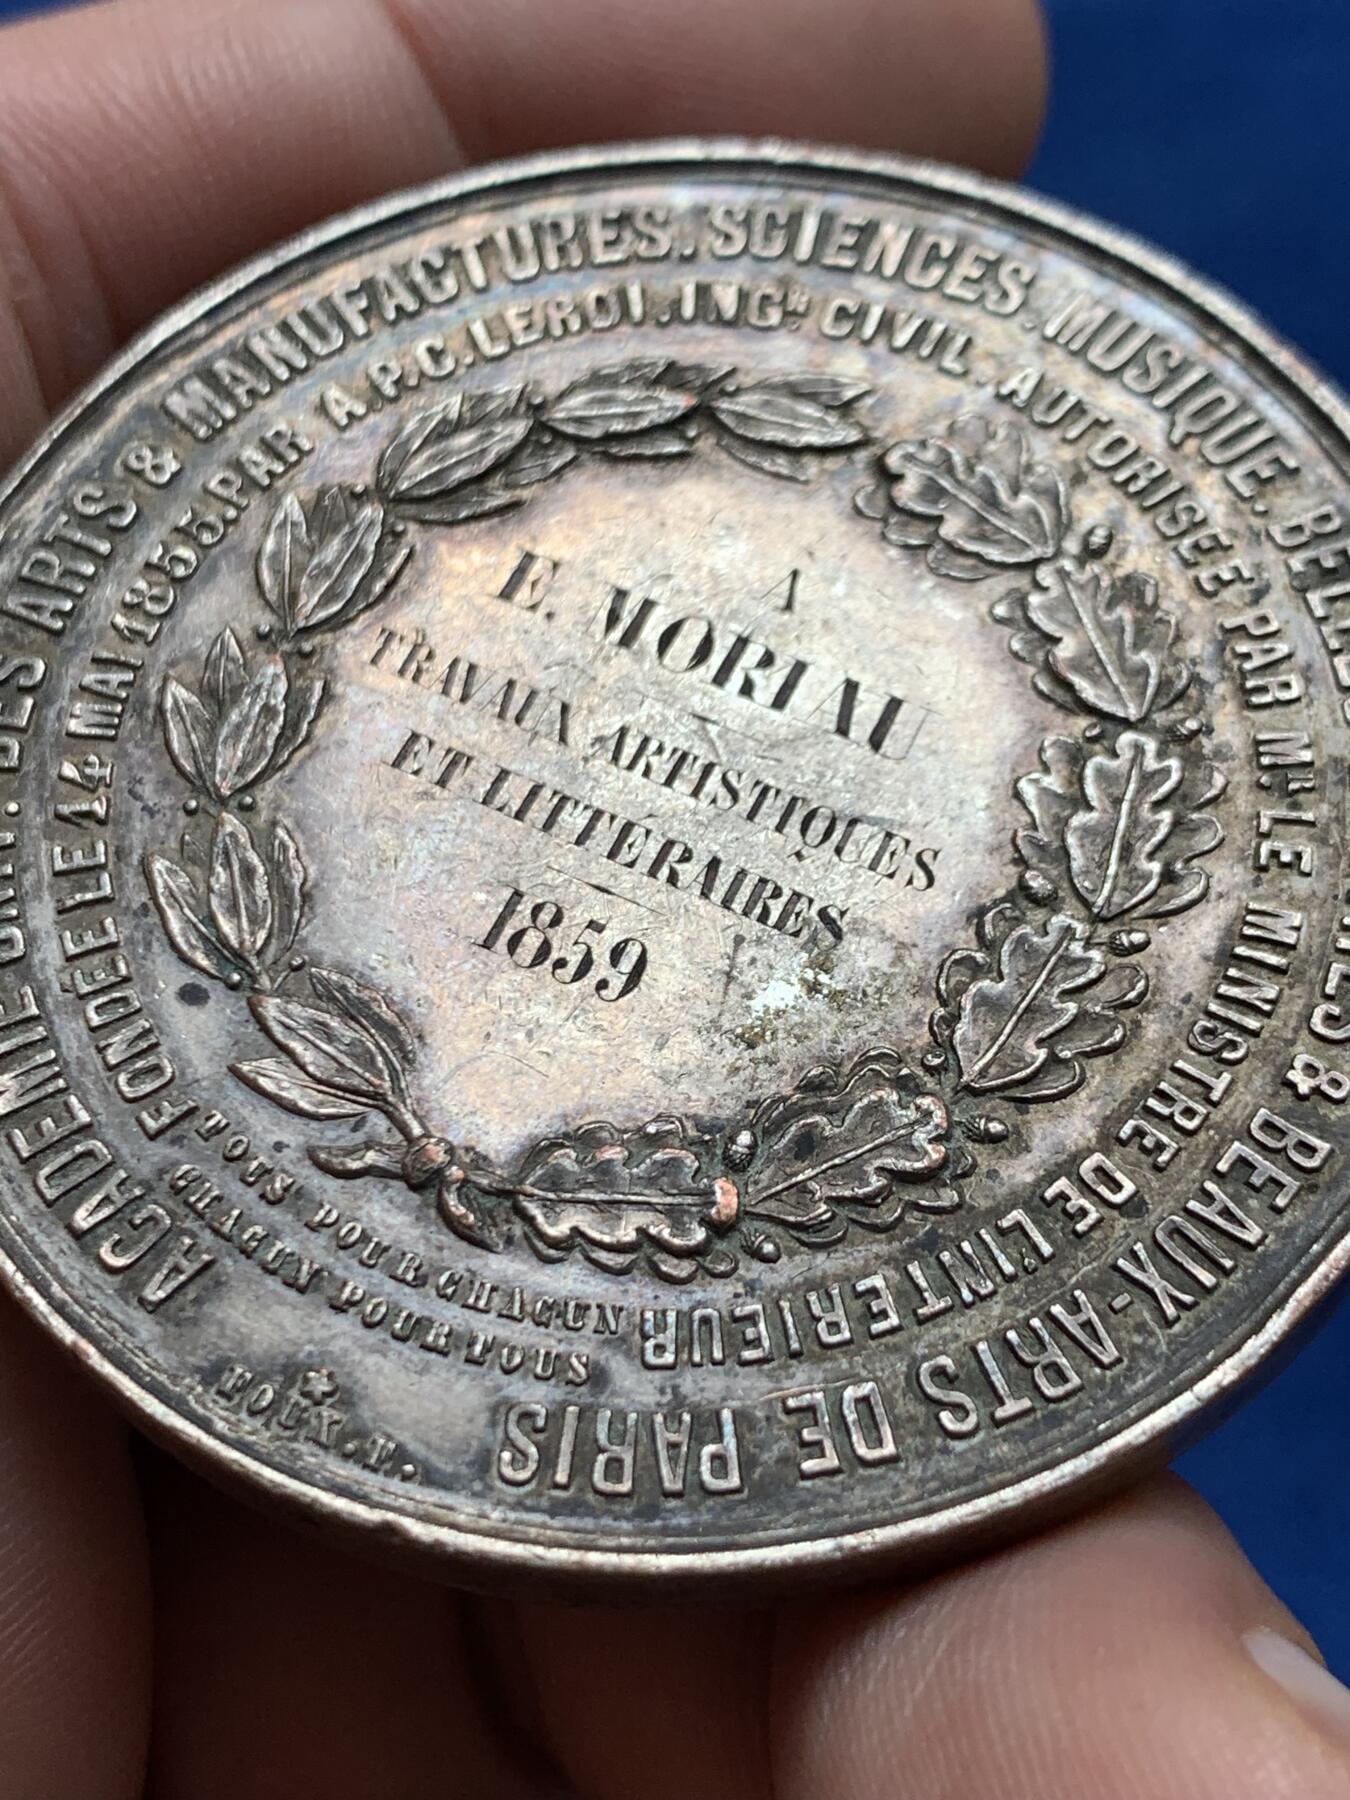 ACADEMIE DES ARTS & MANUFACTURES. SCIENCES. MUSIQUE. & BEAUX-ARTS DE PARIS
FONDÉE LE 14 MAI 1855. PAR A.P.C. LEROI. INGR CIVIL. AUTORISÉE PAR MR LE MINISTRE DE L'INTERIEUR
A
E. MORIAU
TRAVAUX ARTISTIQUES
ET LITTÉRAIRES
1859
TOUS POUR CHACUN
CHACUN POUR TOUS